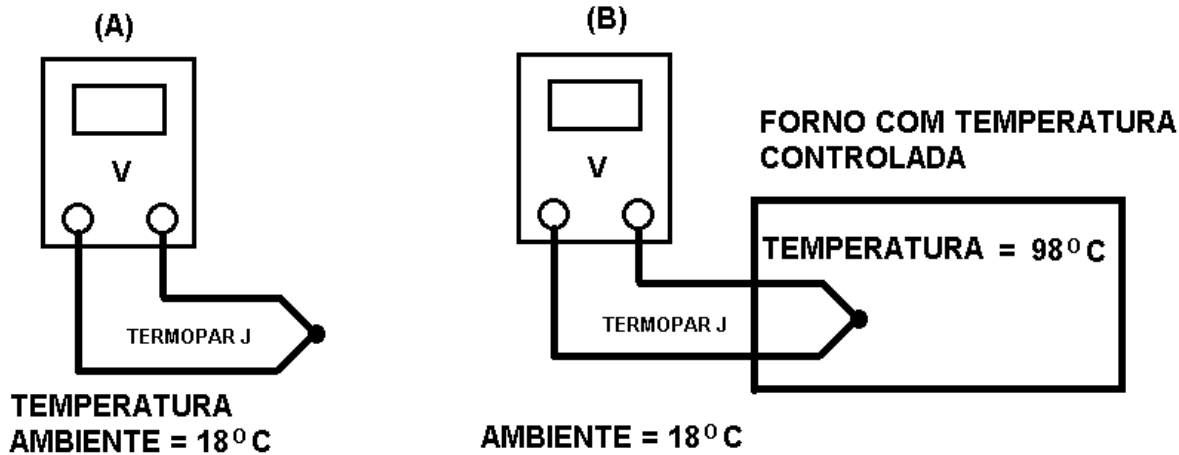 (A)
V
TERMOPAR J
TEMPERATURA
AMBIENTE = 18ºC
(B)
V
TERMOPAR J
AMBIENTE = 18ºC
FORNO COM TEMPERATURA
CONTROLADA
TEMPERATURA = 98ºC